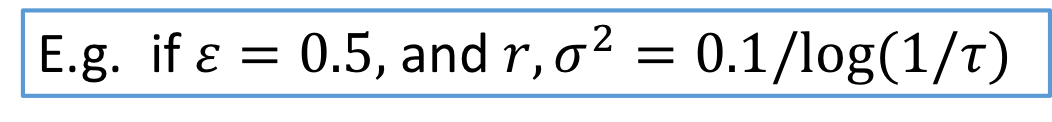 E.g. if ε = 0.5, and r, σ² = 0.1/log(1/τ)